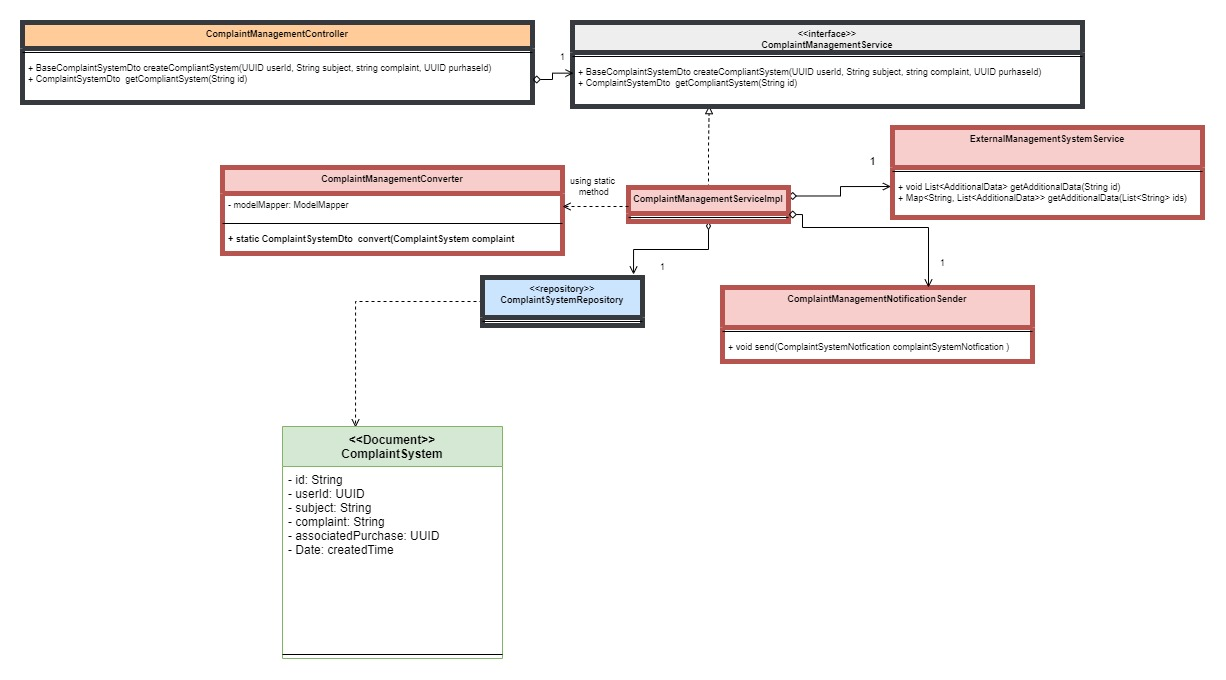 ComplaintManagementController
+ BaseComplaintSystemDto createCompliantSystem(UUID userId, String subject, string complaint, UUID purhaseId)
+ ComplaintSystemDto  getCompliantSystem(String id)
1
<<interface>>
ComplaintManagementService
+ BaseComplaintSystemDto createCompliantSystem(UUID userId, String subject, string complaint, UUID purhaseId)
+ ComplaintSystemDto  getCompliantSystem(String id)
ExternalManagementSystemService
+ void List<AdditionalData> getAdditionalData(String id)
+ Map<String, List<AdditionalData>> getAdditionalData(List<String> ids)
1
ComplaintManagementConverter
- modelMapper: ModelMapper
+ static ComplaintSystemDto  convert(ComplaintSystem complaint
using static
method
ComplaintManagementServiceImpl
1
1
<<repository>>
ComplaintSystemRepository
ComplaintManagementNotificationSender
+ void send(ComplaintSystemNotfication complaintSystemNotfication )
<<Document>>
ComplaintSystem
- id: String
- userId: UUID
- subject: String
- complaint: String
- associatedPurchase: UUID
- Date: createdTime